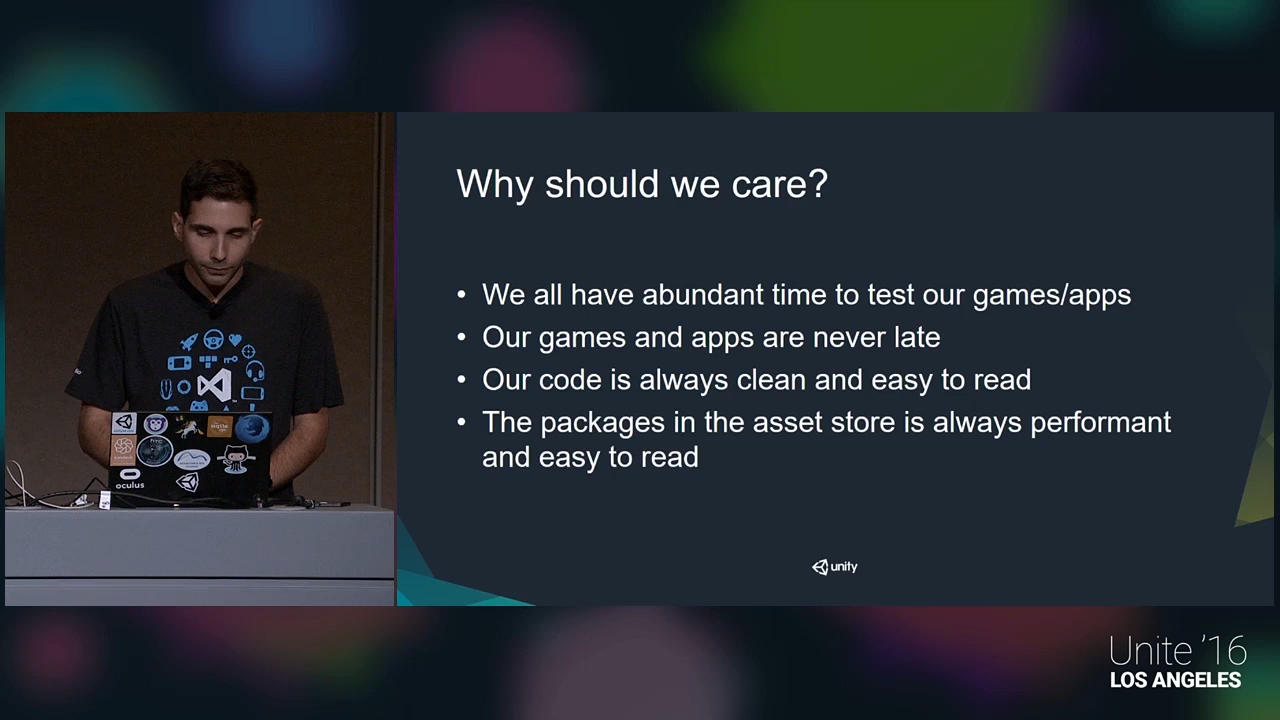 Why should we care?
• We all have abundant time to test our games/apps
• Our games and apps are never late
• Our code is always clean and easy to read
• The packages in the asset store is always performant
and easy to read
unity
oculus
Unite '16
LOS ANGELES